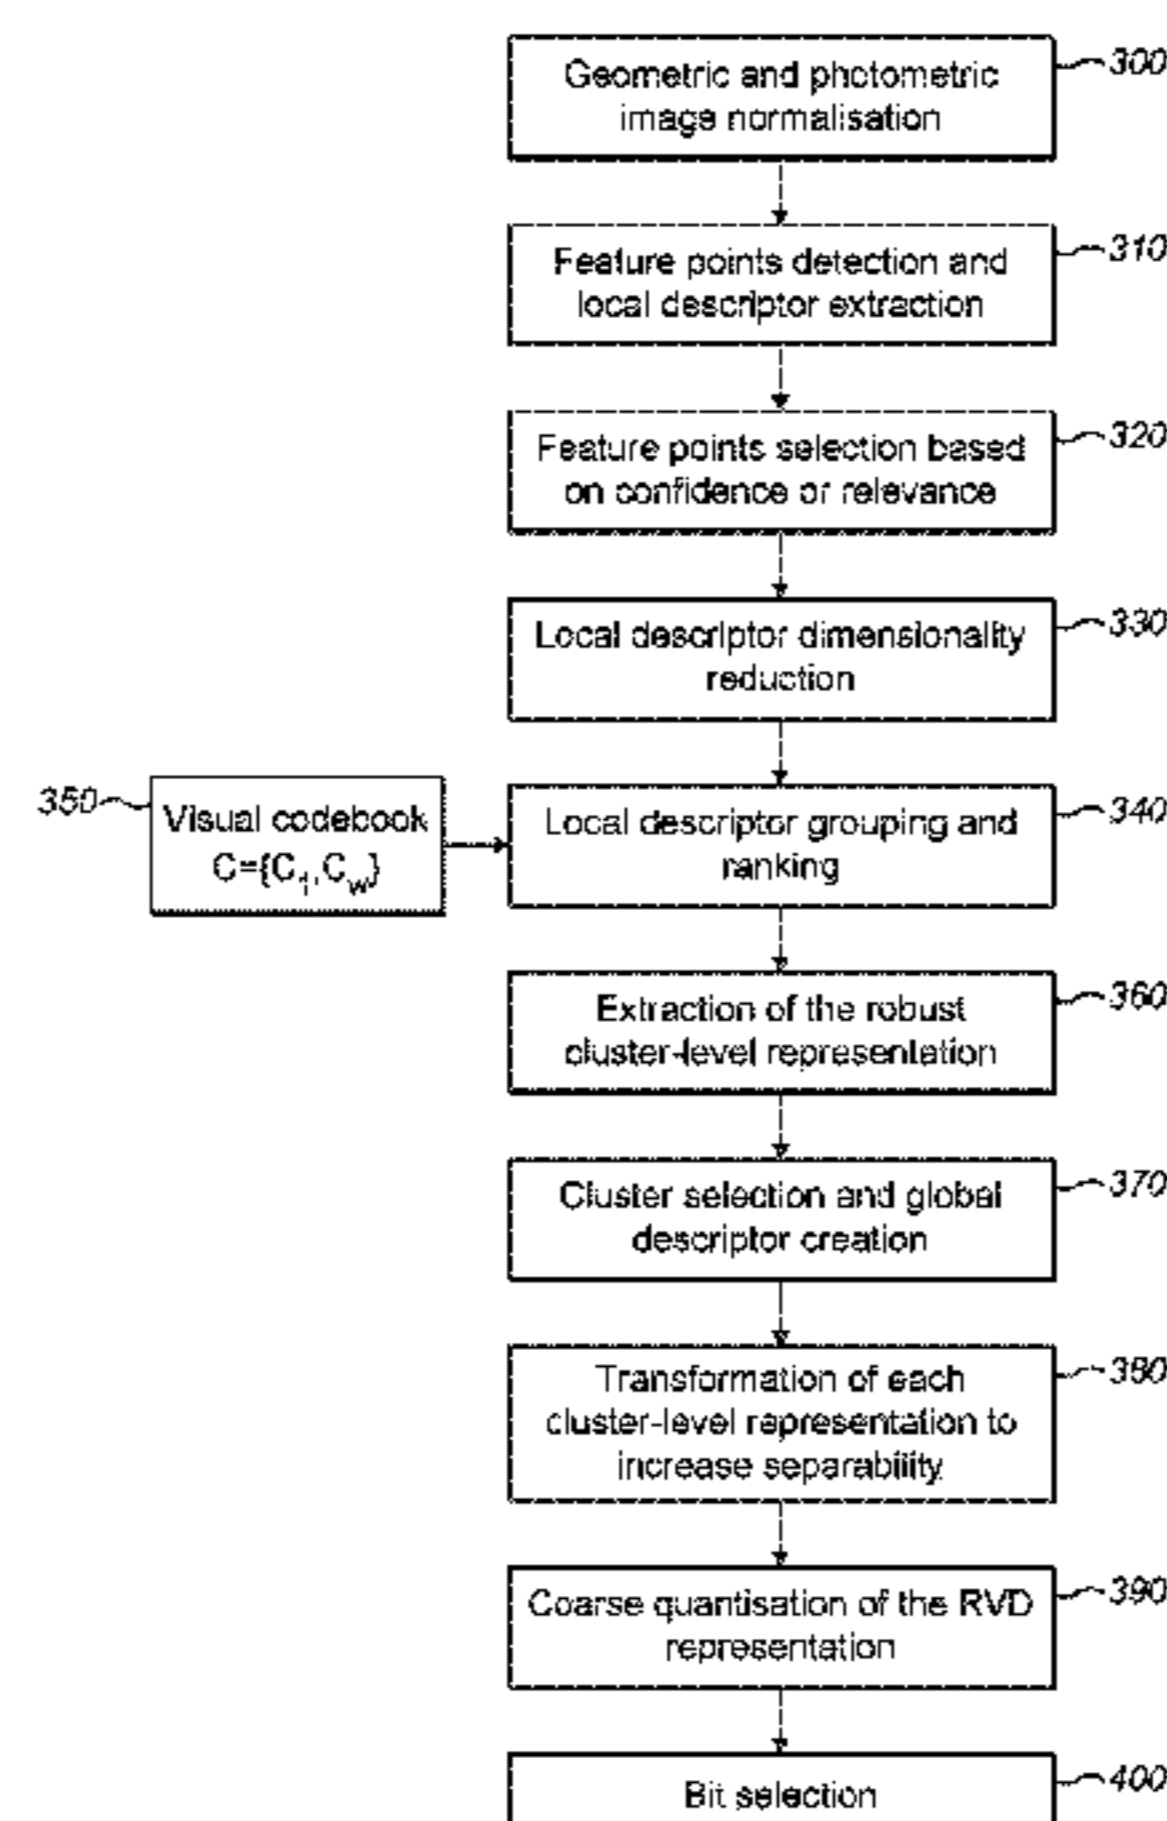 Geometric and photometric
image normalisation
300
Feature points detection and
local descriptor extraction
310
Feature points selection based
on confidence or relevance
320
Local descriptor dimensionality
reduction
330
350
Visual codebook
C={C1,Cw}
Local descriptor grouping and
ranking
340
Extraction of the robust
cluster-level representation
360
Cluster selection and global
descriptor creation
370
Transformation of each
cluster-level representation to
increase separability
380
Coarse quantisation of the RVD
representation
390
Bit selection
400